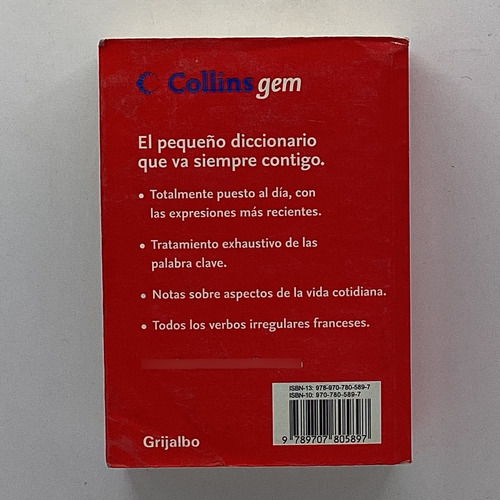 Collins gem
El pequeño diccionario
que va siempre contigo.
• Totalmente puesto al día, con
las expresiones más recientes.
• Tratamiento exhaustivo de las
palabra clave.
• Notas sobre aspectos de la vida cotidiana.
• Todos los verbos irregulares franceses.
ISBN-13: 978-970-780-589-7
ISBN-10: 970-780-589-7
9 789707 805897
Grijalbo